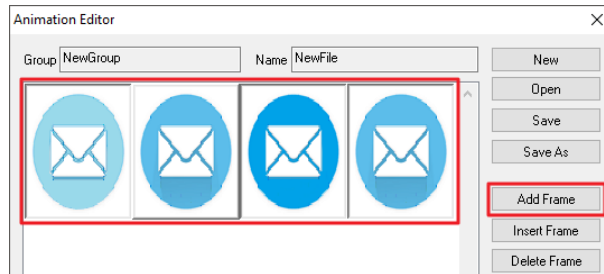 Animation Editor
Group NewGroup Name NewFile
New
Open
Save
Save As
Add Frame
Insert Frame
Delete Frame